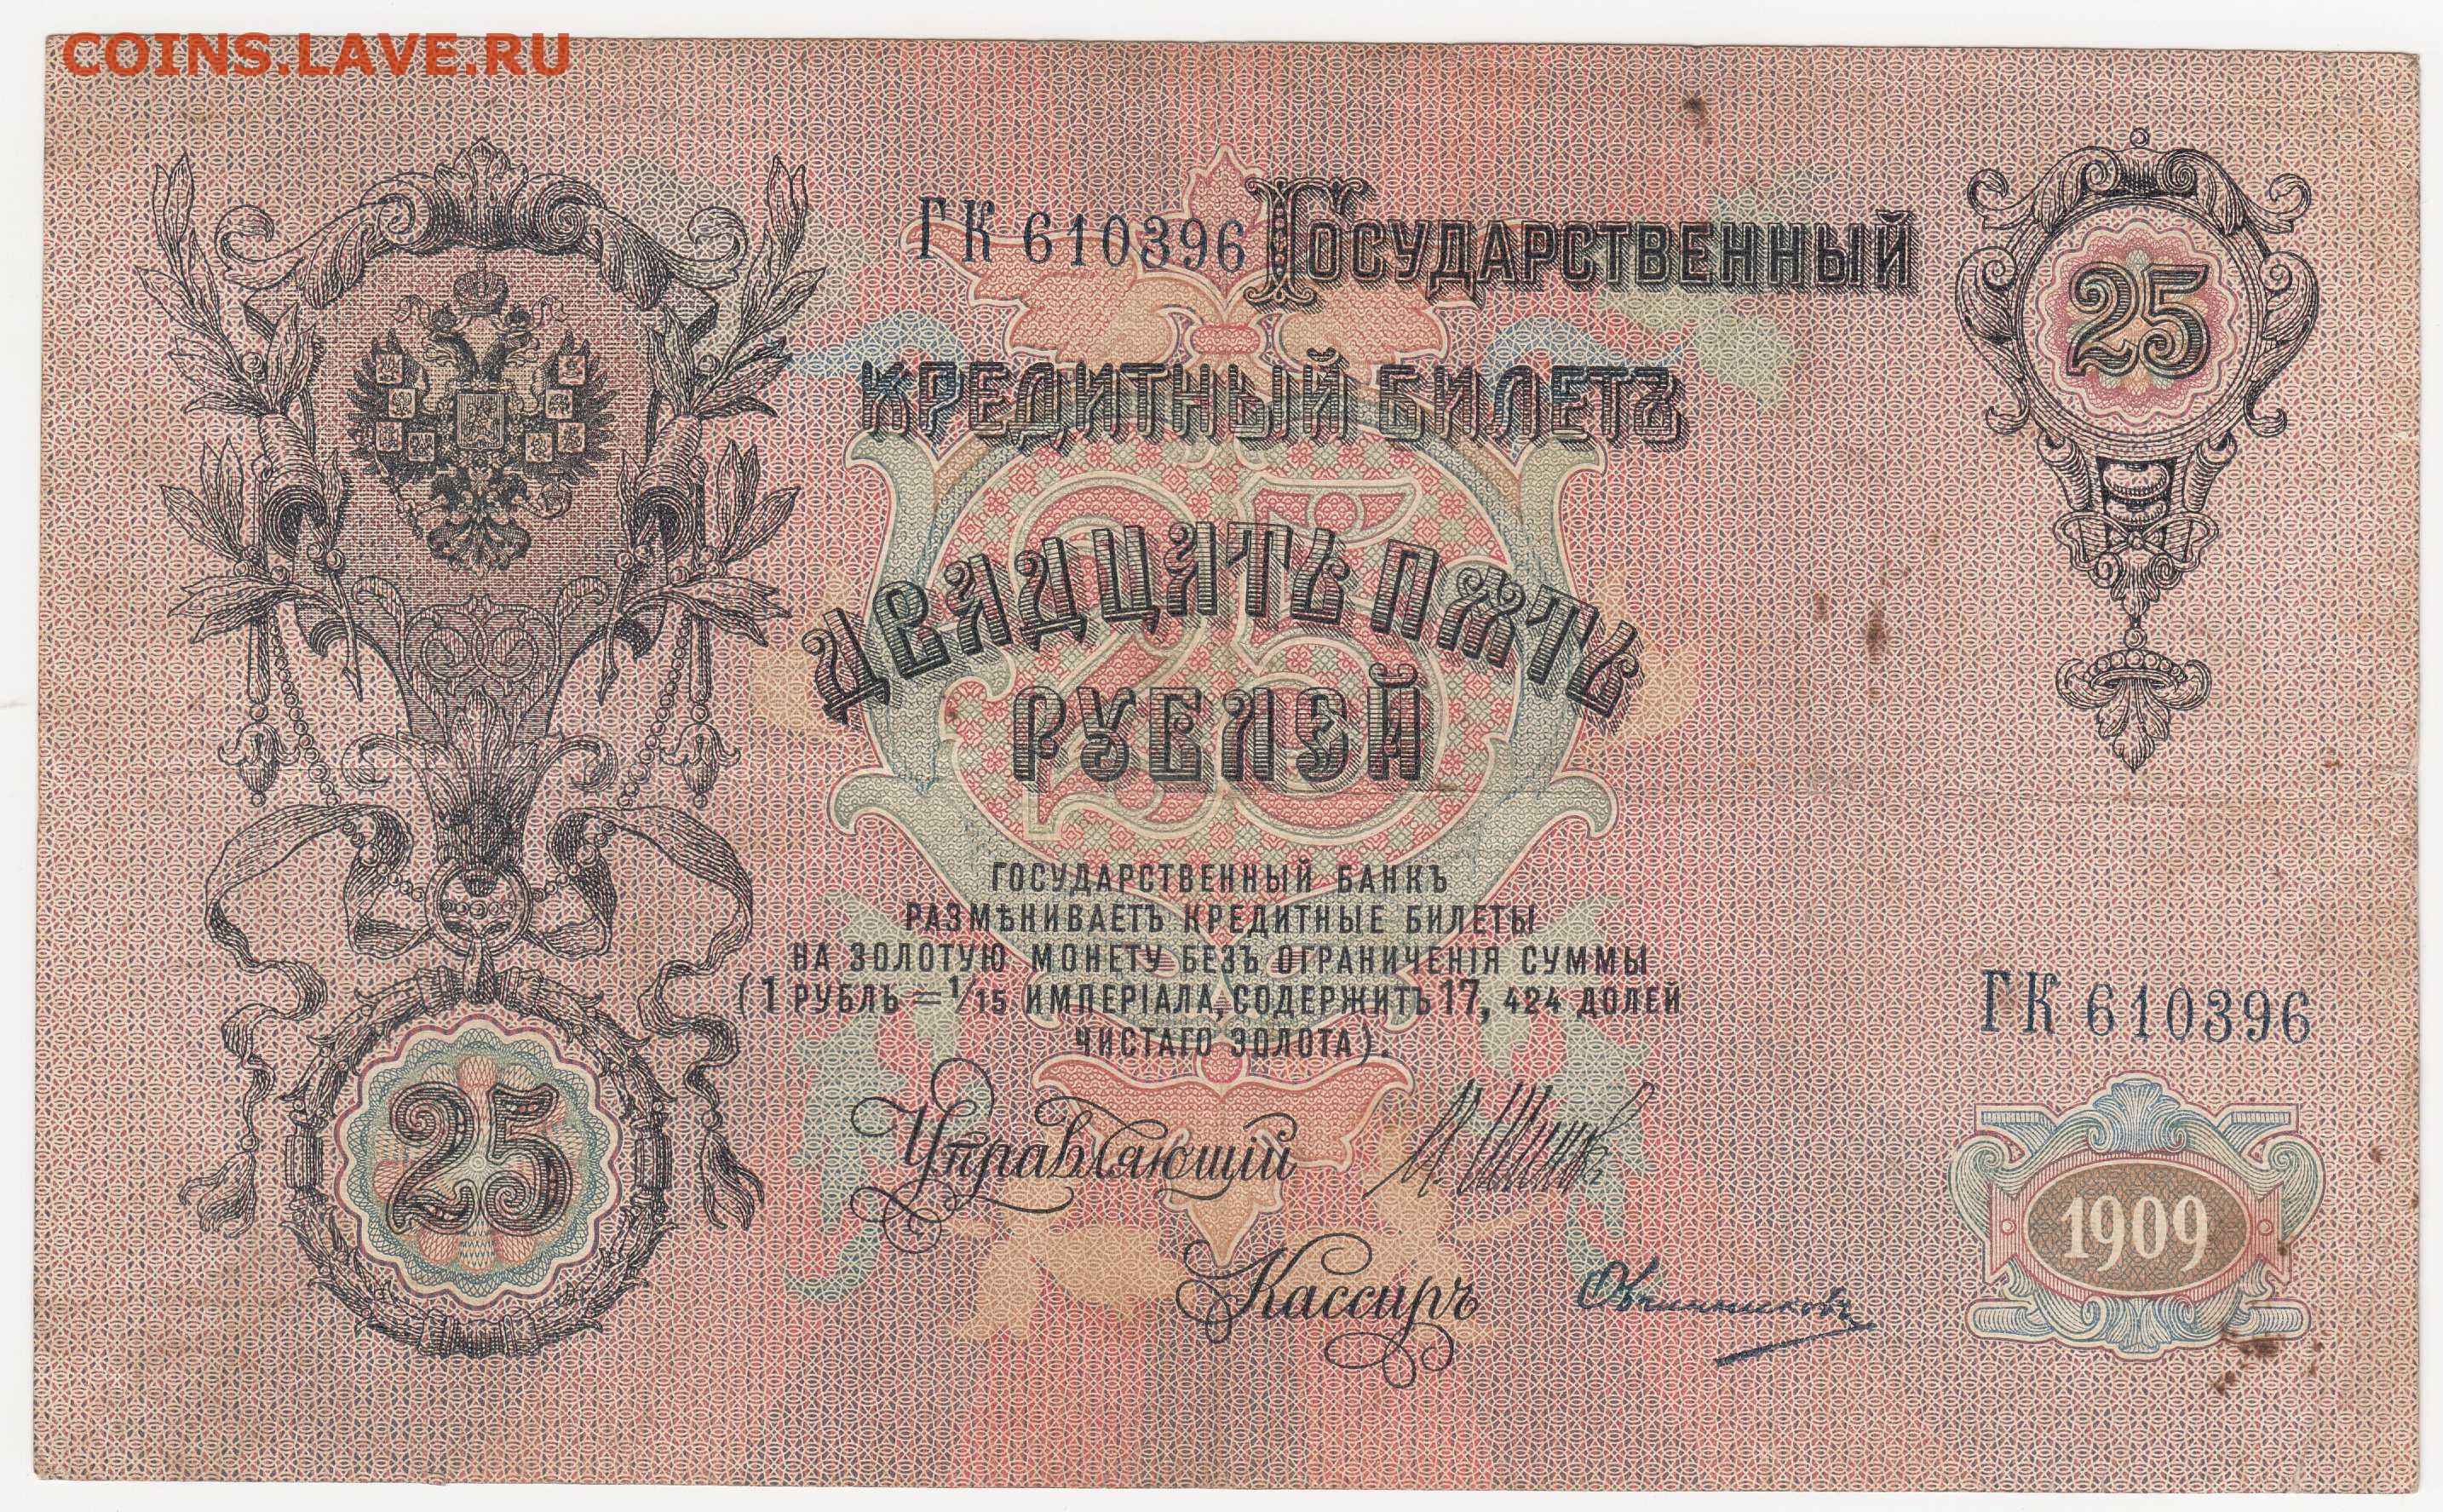 COINS.LAVE.RU
ГК 610396 ГОСУДАРСТВЕННЫЙ
25
КРЕДИТНЫЙ БИЛЕТЪ
25
ДВАДЦАТЬ ПЯТЬ
РУБЛЕЙ
ГОСУДАРСТВЕННЫЙ БАНКЪ
РАЗМѢНИВАЕТЪ КРЕДИТНЫЕ БИЛЕТЫ
НА ЗОЛОТУЮ МОНЕТУ БЕЗЪ ОГРАНИЧЕНІЯ СУММЫ
(1 РУБЛЬ = 1/15 ИМПЕРІАЛА, СОДЕРЖИТЪ 17, 424 ДОЛЕЙ
ЧИСТАГО ЗОЛОТА).
ГК 610396
25
Управляющій
1909
Кассиръ Овчинниковъ